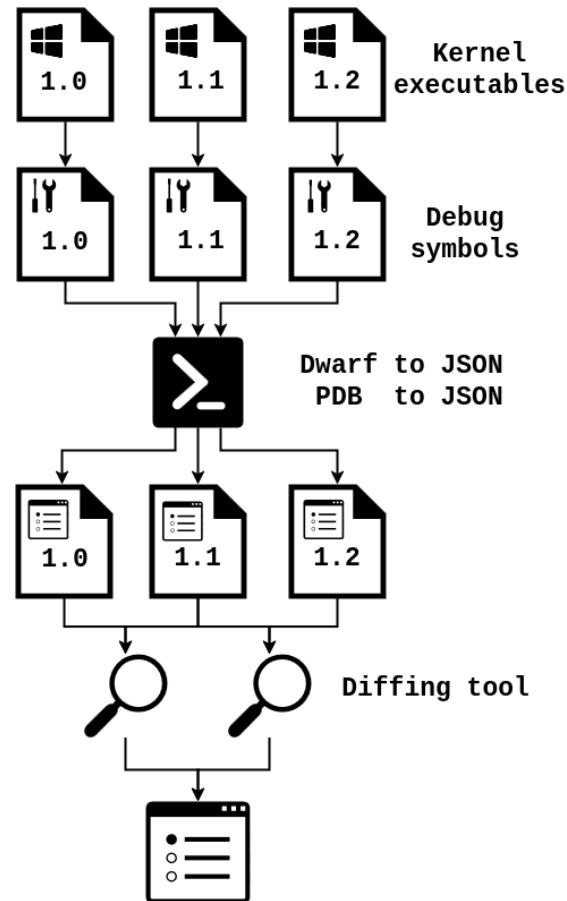 1.0
1.1
1.2
Kernel
executables
1.0
1.1
1.2
Debug
symbols
Dwarf to JSON
PDB  to JSON
1.0
1.1
1.2
Diffing tool